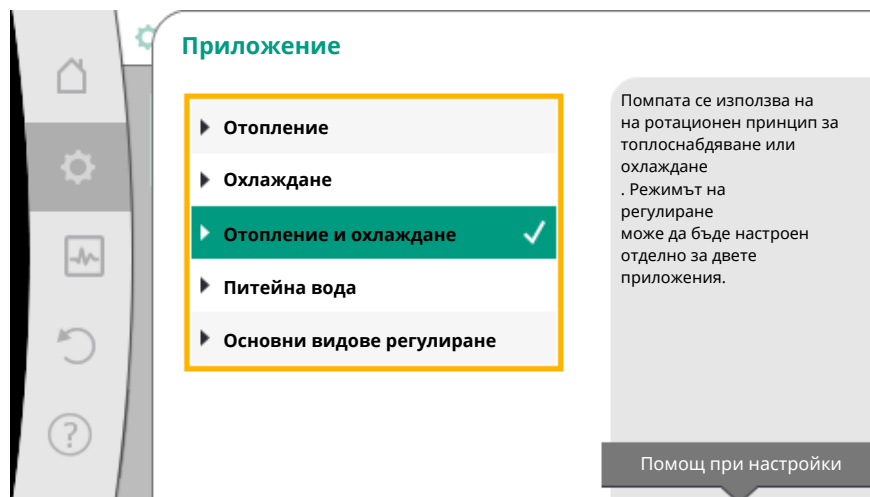 Приложение
Отопление
Охлаждане
Отопление и охлаждане
Питейна вода
Основни видове регулиране
Помпата се използва на
на ротационен принцип за
топлоснабдяване или
охлаждане
. Режимът на
регулиране
може да бъде настроен
отделно за двете
приложения.
Помощ при настройки